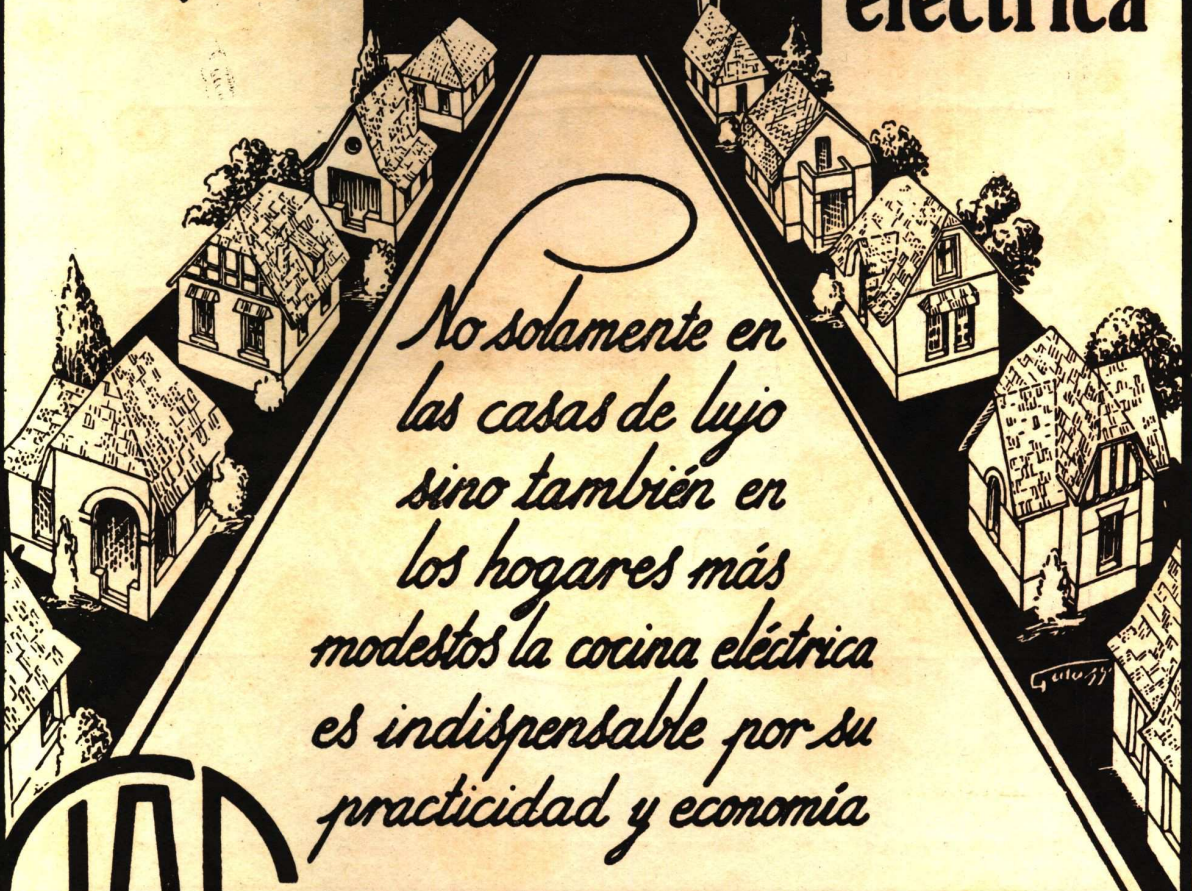 eléctrica
No solamente en
las casas de lujo
sino también en
los hogares más
modestos la cocina eléctrica
es indispensable por su
practicidad y economía